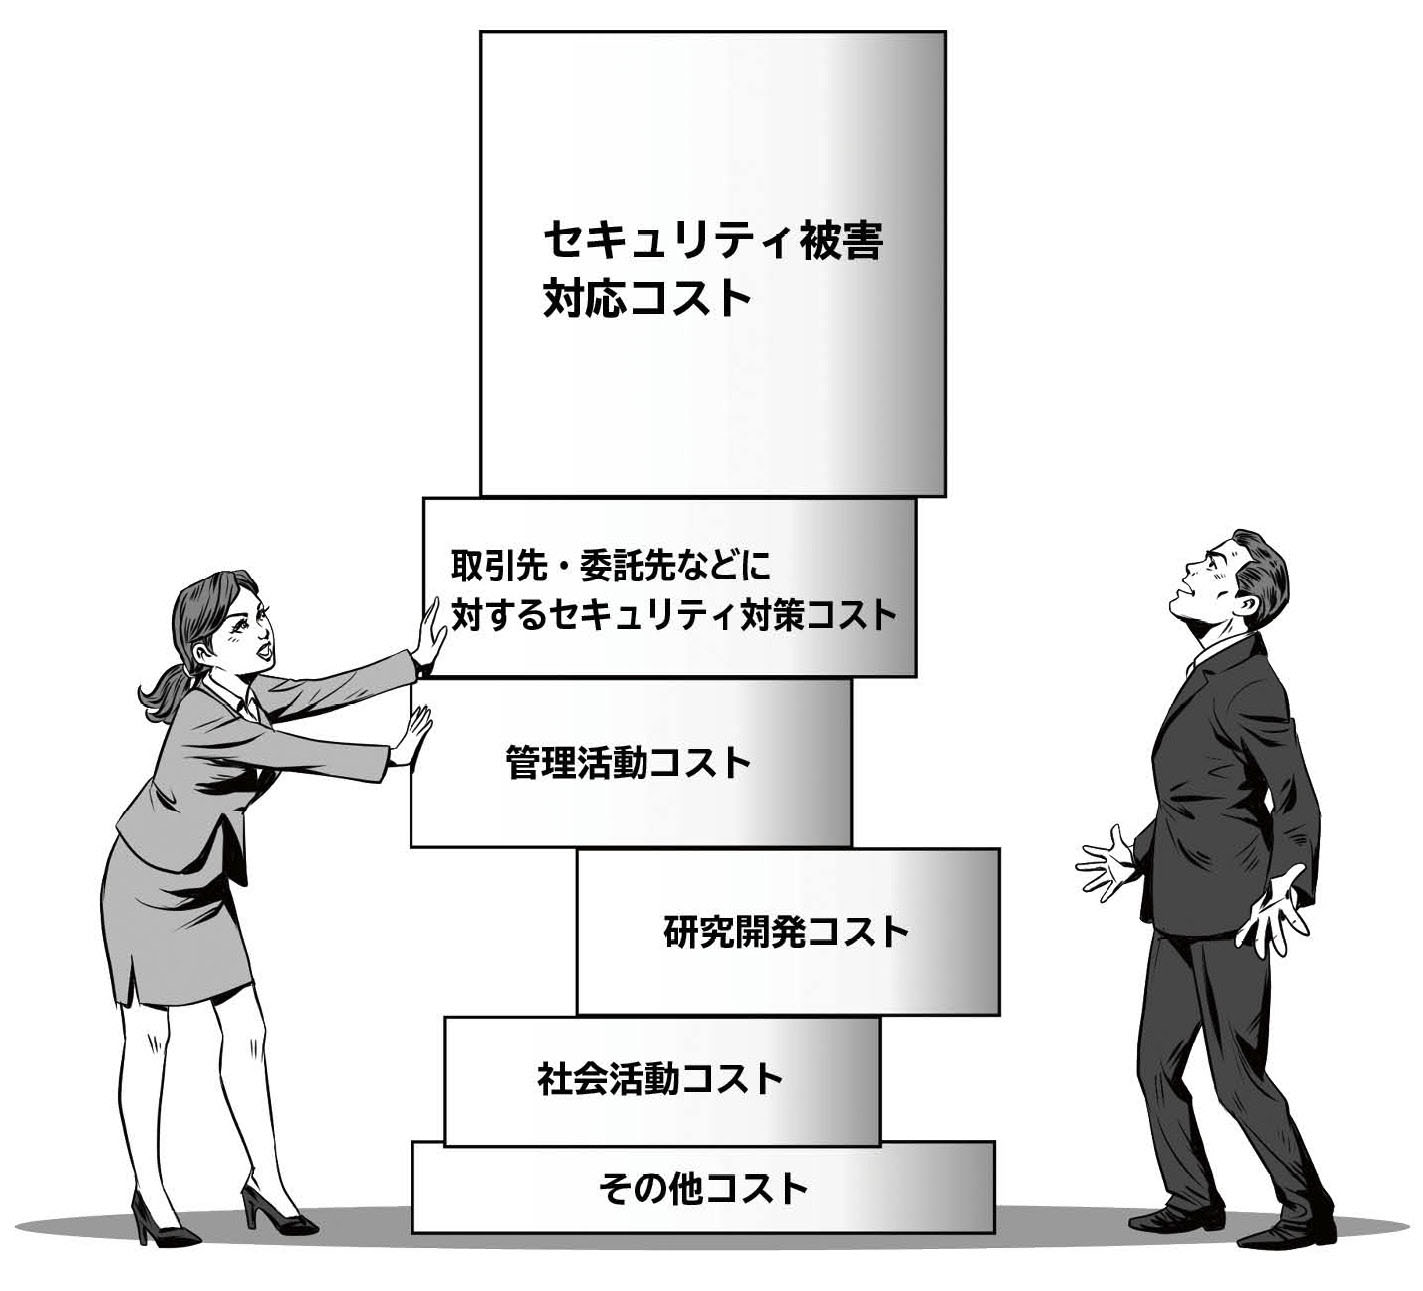 セキュリティ被害
対応コスト
取引先・委託先などに
対するセキュリティ対策コスト
管理活動コスト
研究開発コスト
社会活動コスト
その他コスト